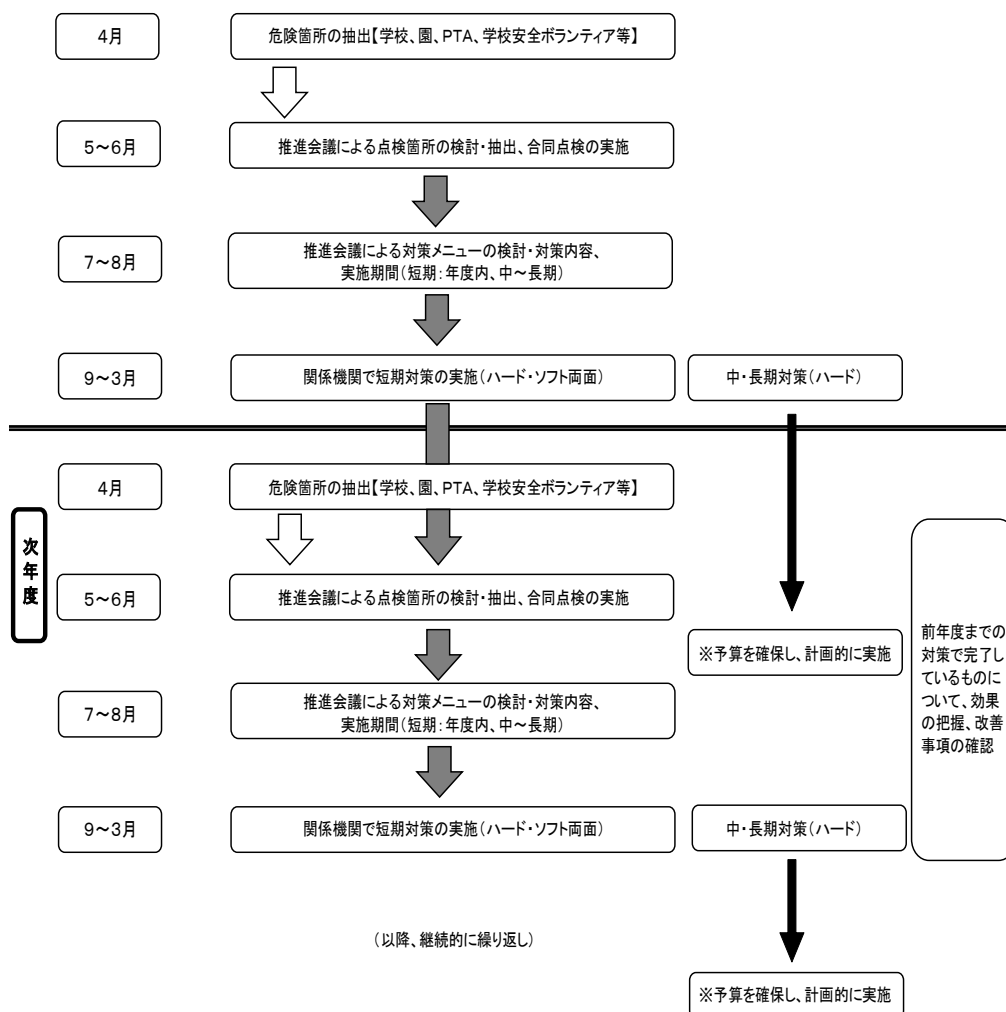 4月
危険箇所の抽出【学校、園、PTA、学校安全ボランティア等】
5～6月
推進会議による点検箇所の検討・抽出、合同点検の実施
7～8月
推進会議による対策メニューの検討・対策内容、
実施期間（短期：年度内、中～長期）
9～3月
関係機関で短期対策の実施（ハード・ソフト両面）
中・長期対策（ハード）
次年度
4月
危険箇所の抽出【学校、園、PTA、学校安全ボランティア等】
5～6月
推進会議による点検箇所の検討・抽出、合同点検の実施
※予算を確保し、計画的に実施
7～8月
推進会議による対策メニューの検討・対策内容、
実施期間（短期：年度内、中～長期）
9～3月
関係機関で短期対策の実施（ハード・ソフト両面）
中・長期対策（ハード）
前年度までの
対策で完了し
ているものに
ついて、効果
の把握、改善
事項の確認
（以降、継続的に繰り返し）
※予算を確保し、計画的に実施